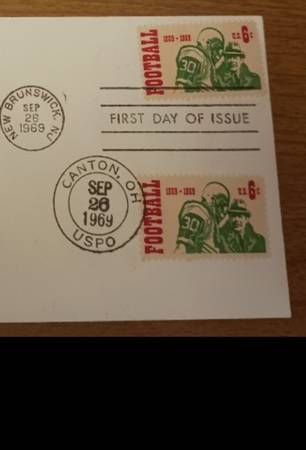 FOOTBALL
1869-1969
U.S. 6c
30
NEW BRUNSWICK, NJ
SEP
26
1969
FIRST DAY OF ISSUE
CANTON, OH
SEP
26
1969
USPO
FOOTBALL
1869-1969
U.S. 6c
30